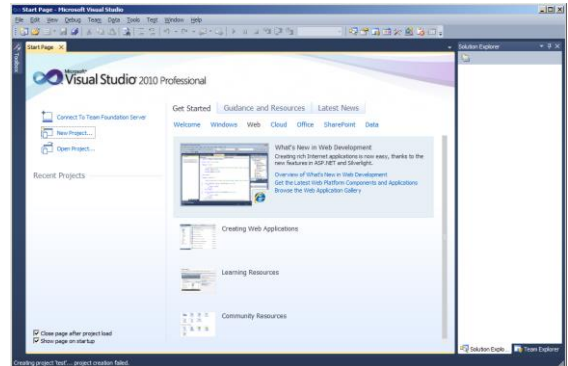 Start Page - Microsoft Visual Studio
File Edit View Debug Team Data Tools Test Window Help
Start Page
Solution Explorer
Toolbox
Microsoft
Visual Studio 2010 Professional
Get Started Guidance and Resources Latest News
Welcome Windows Web Cloud Office SharePoint Data
Connect To Team Foundation Server
New Project...
Open Project...
Recent Projects
What's New in Web Development
Creating rich Internet applications is now easy, thanks to the
new features in ASP.NET and Silverlight.
Overview of What's New in Web Development
Get the Latest Web Platform Components and Applications
Browse the Web Application Gallery
Creating Web Applications
Learning Resources
Community Resources
Close page after project load
Show page on startup
Solution Explo... Team Explorer
Creating project 'test'... project creation failed.